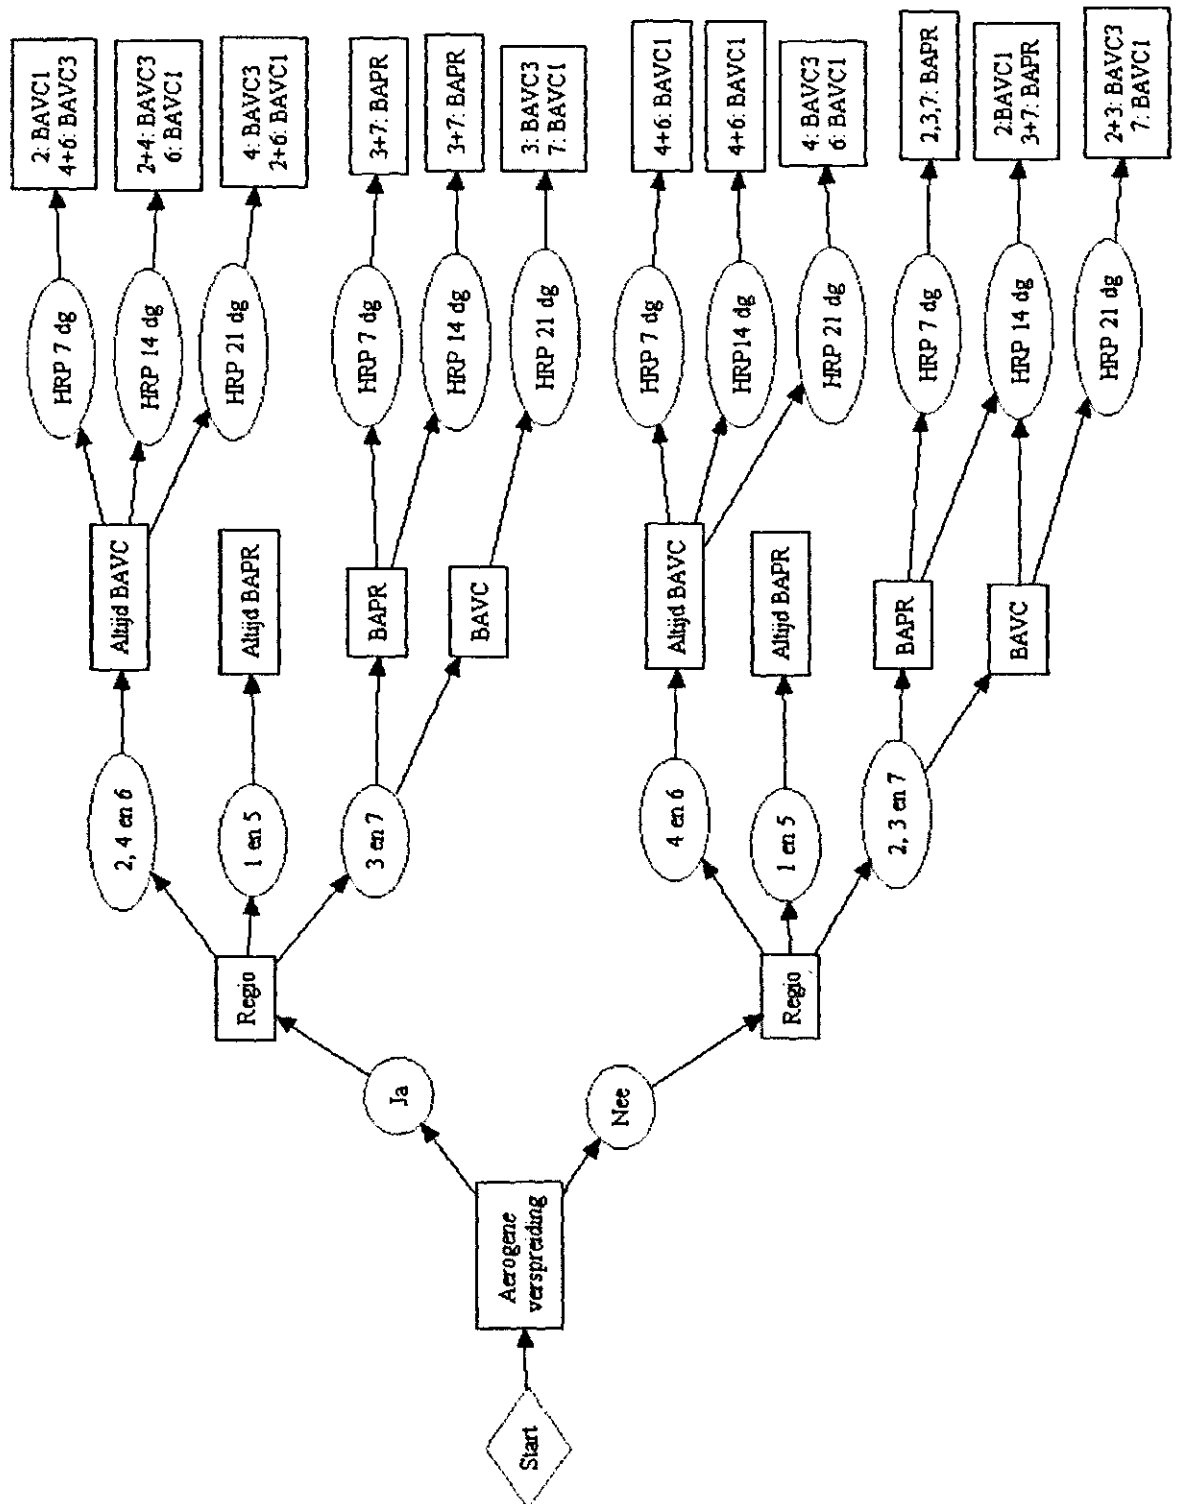 Start
Aerogene
verspreiding
Ja
Regio
2, 4 en 6
Altijd BAVC
HRP 7 dg
2: BAVC1
4+6: BAVC3
HRP 14 dg
2+4: BAVC3
6: BAVC1
HRP 21 dg
4: BAVC3
2+6: BAVC1
1 en 5
Altijd BAPR
3 en 7
BAPR
HRP 7 dg
3+7: BAPR
HRP 14 dg
3+7: BAPR
BAVC
HRP 21 dg
3: BAVC3
7: BAVC1
Nee
Regio
4 en 6
Altijd BAVC
HRP 7 dg
4+6: BAVC1
HRP14 dg
4+6: BAVC1
HRP 21 dg
4: BAVC3
6: BAVC1
1 en 5
Altijd BAPR
2, 3 en 7
BAPR
HRP 7 dg
2,3,7: BAPR
HRP 14 dg
2:BAVC1
3+7: BAPR
BAVC
HRP 21 dg
2+3: BAVC3
7: BAVC1